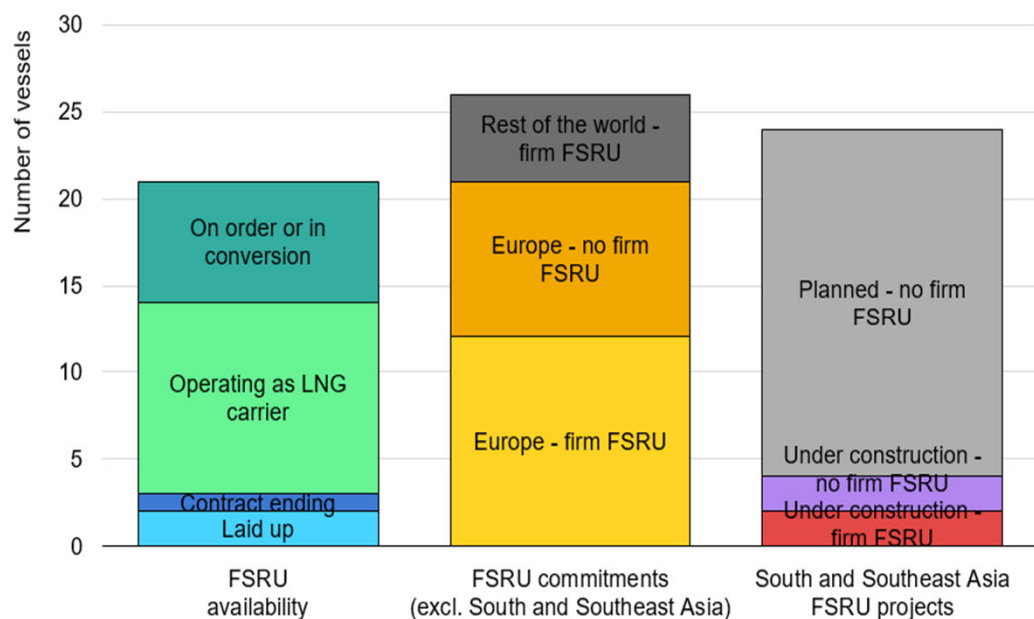 Number of vessels
30
25
20
15
10
5
0
On order or in
conversion
Operating as LNG
carrier
Contract ending
Laid up
Rest of the world -
firm FSRU
Europe - no firm
FSRU
Europe - firm FSRU
Planned - no firm
FSRU
Under construction -
no firm FSRU
Under construction -
firm FSRU
FSRU
availability
FSRU commitments
(excl. South and Southeast Asia)
South and Southeast Asia
FSRU projects